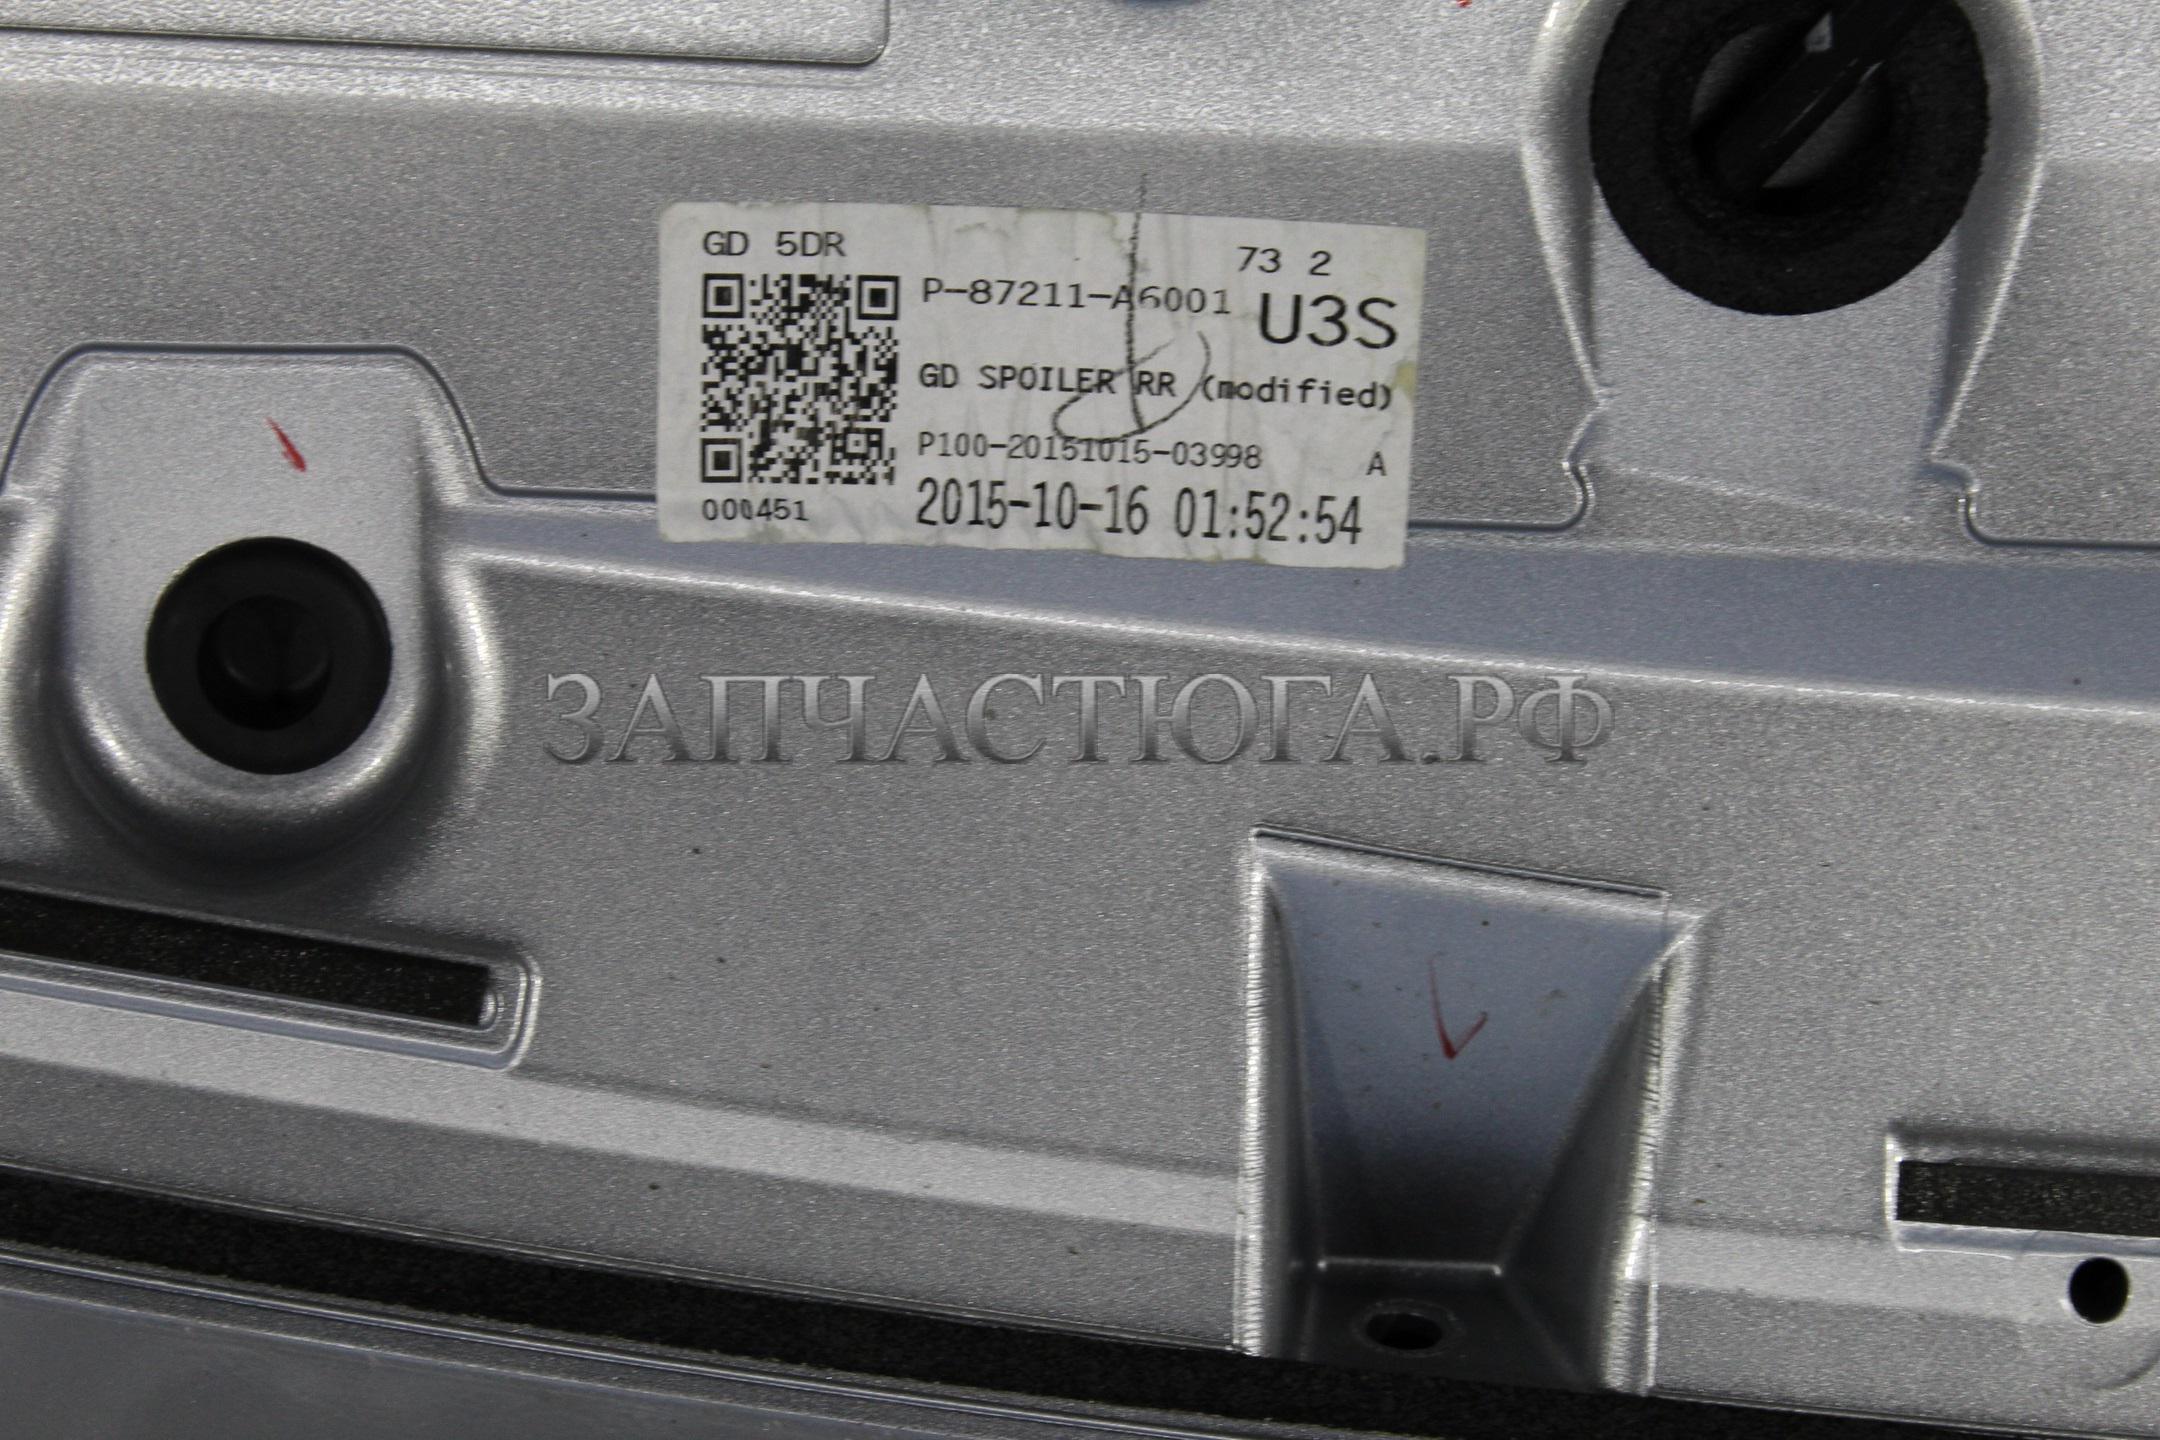 GD 5DR
73 2
P-87211-A6001
U3S
GD SPOILER RR (modified)
P100-20151015-03998 A
000451
2015-10-16 01:52:54
ЗАПЧАСТЮГА.РФ